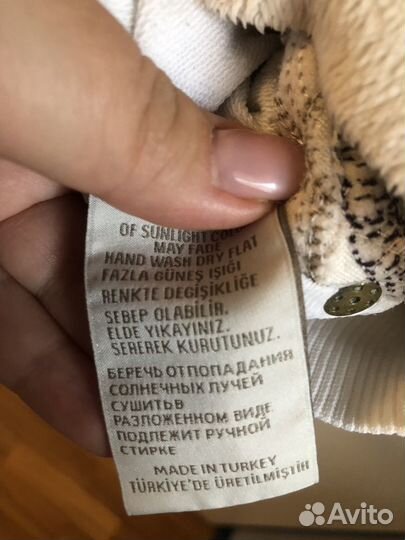 OF SUNLIGHT
MAY FADE
HAND WASH DRY FLAT
FAZLA GÜNEŞ IŞIĞI
RENKTE DEĞİŞİKLİĞE
SEBEP OLABİLİR.
ELDE YIKAYINIZ.
SEREREK KURUTUNUZ.
БЕРЕЧЬ ОТ ПОПАДАНИЯ
СОЛНЕЧНЫХ ЛУЧЕЙ
СУШИТЬ В
РАЗЛОЖЕННОМ ВИДЕ
ПОДЛЕЖИТ РУЧНОЙ
СТИРКЕ
MADE IN TURKEY
TÜRKİYE'DE ÜRETİLMİŞTİR
Avito